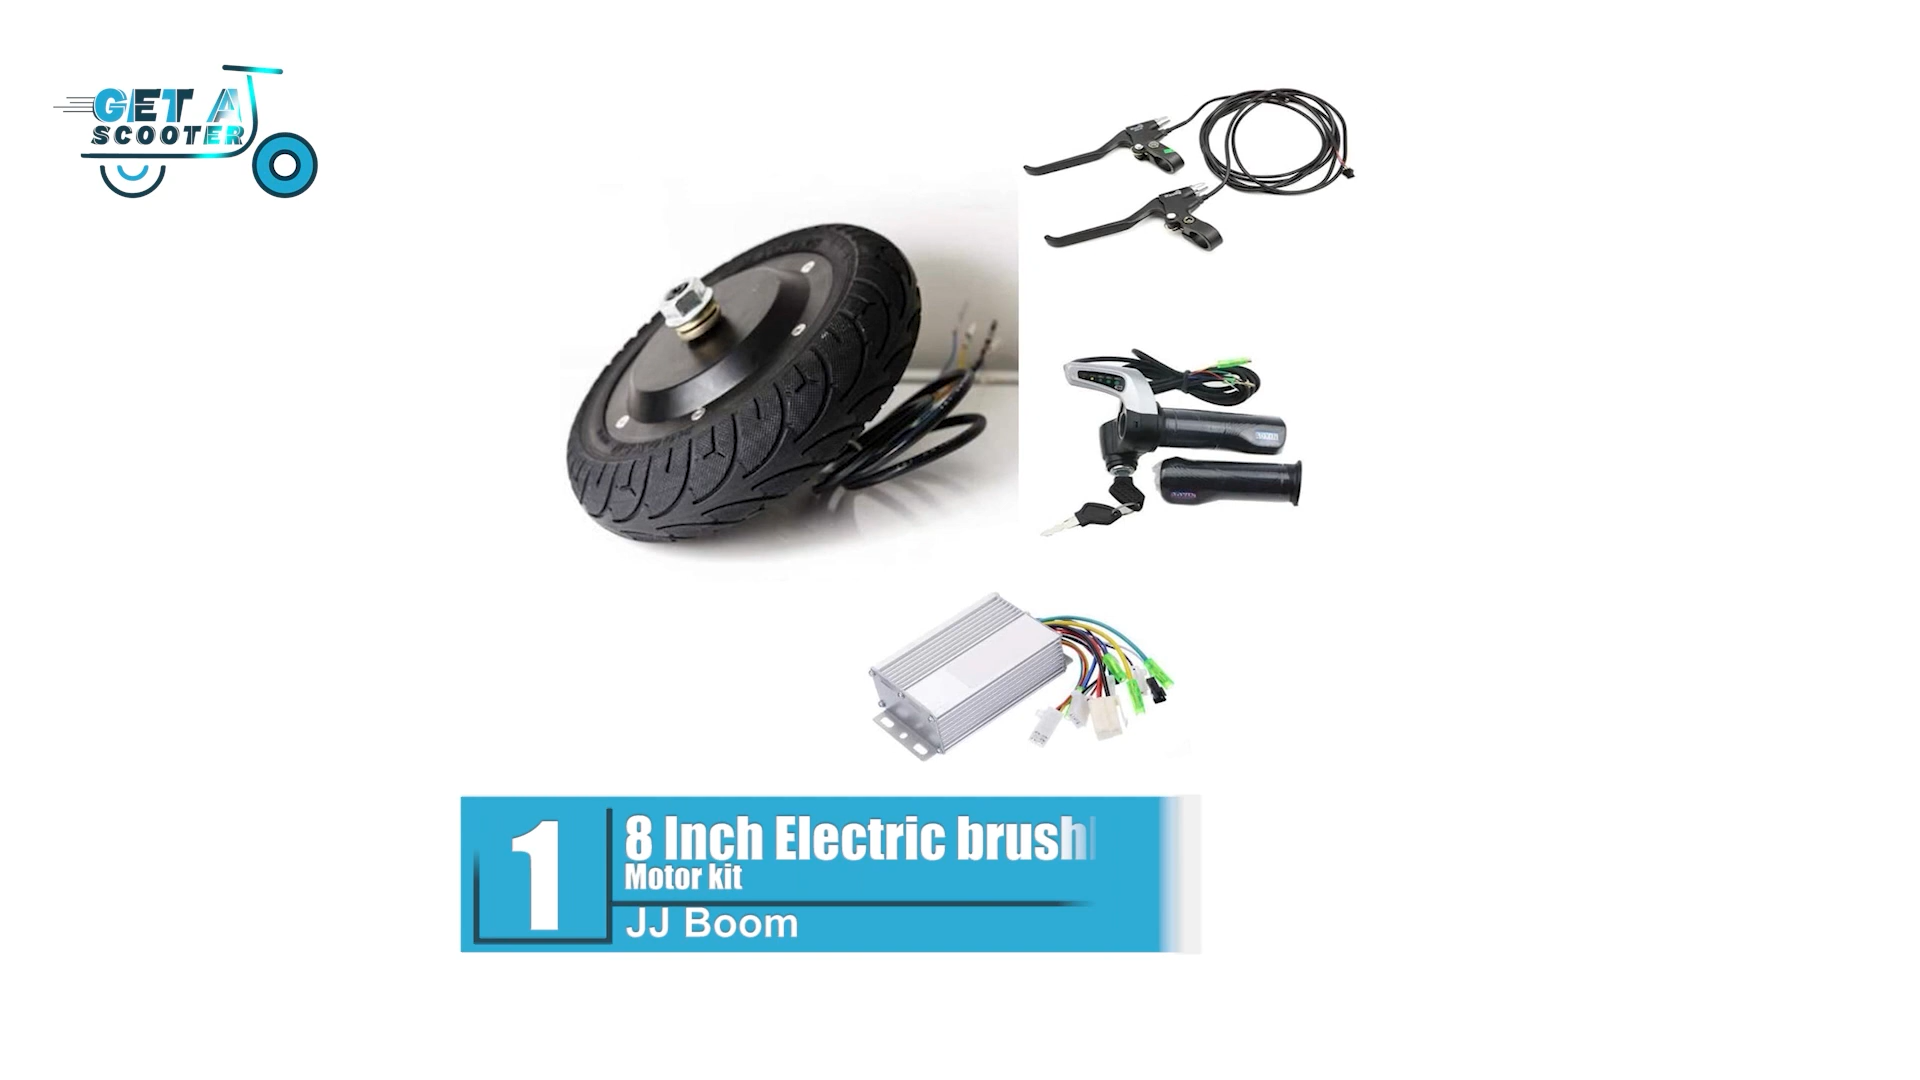 GET A
SCOOTER
1
8 Inch Electric brush
Motor kit
JJ Boom